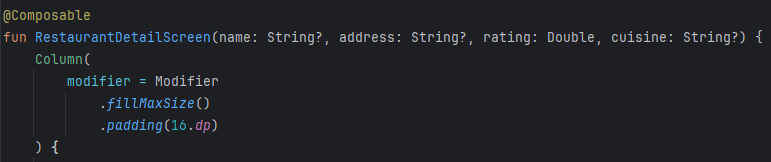 @Composable
fun RestaurantDetailScreen(name: String?, address: String?, rating: Double, cuisine: String?) {
    Column(
        modifier = Modifier
            .fillMaxSize()
            .padding(16.dp)
    ) {